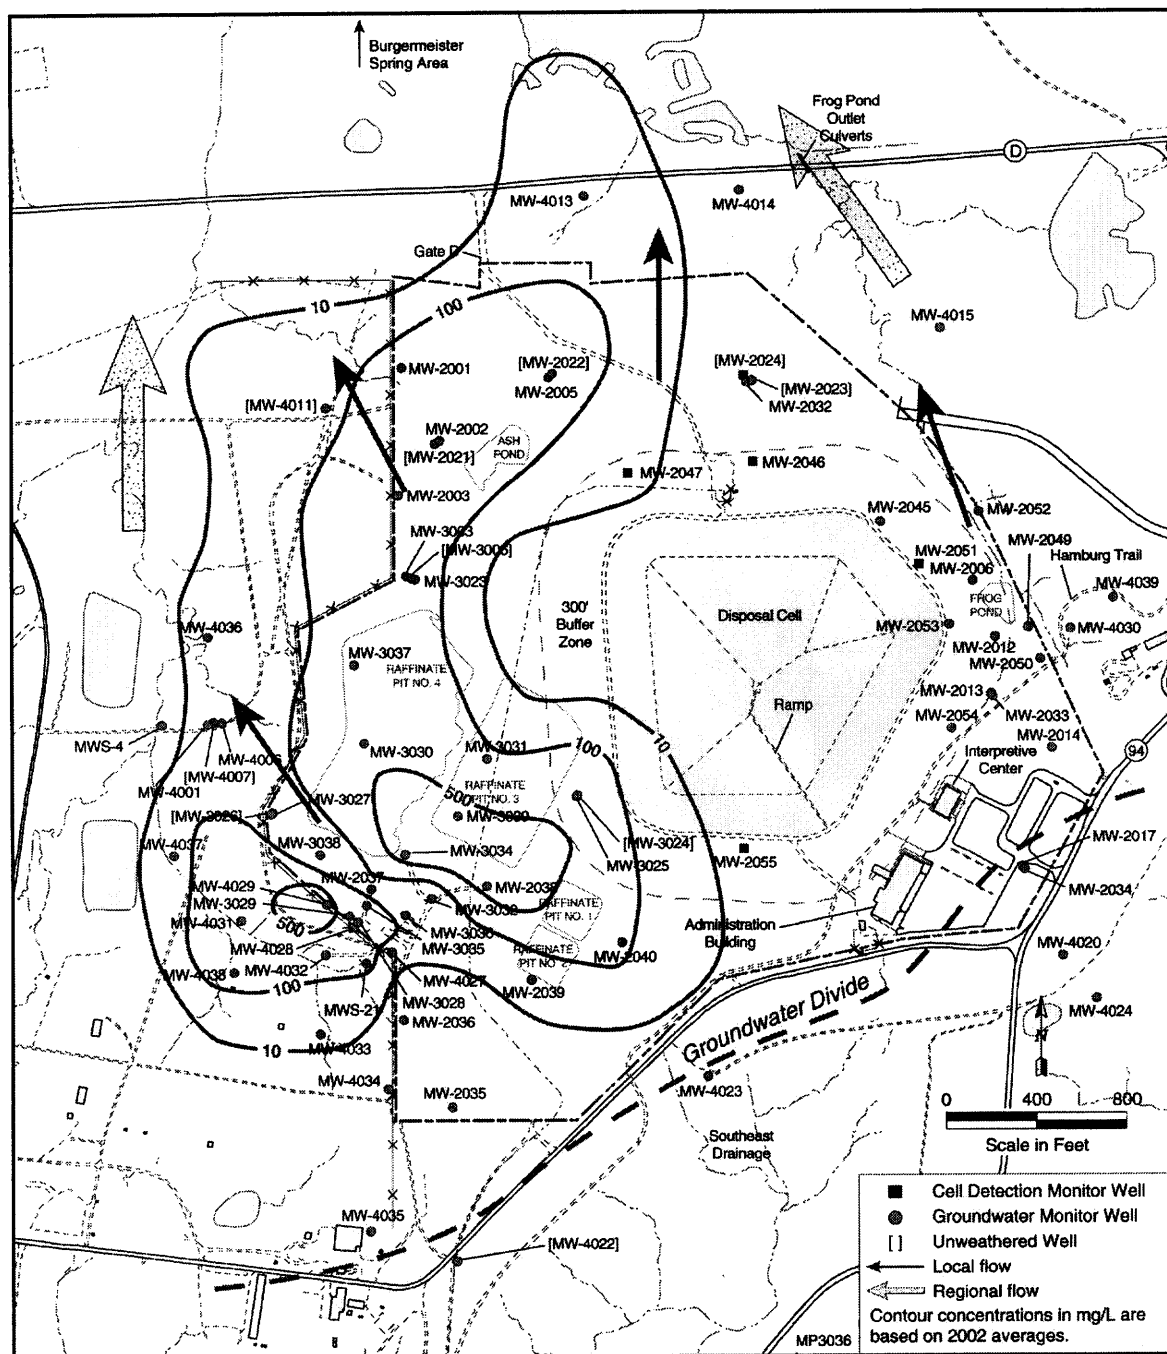 Burgermeister
Spring Area
Frog Pond
Outlet
Culverts
D
MW-4013
MW-4014
Gate
10
100
MW-4015
MW-2001
[MW-2022]
MW-2005
[MW-2024]
[MW-2023]
MW-2032
[MW-4011]
MW-2002
[MW-2021]
ASH
POND
MW-2047
MW-2046
MW-2003
MW-2045
MW-2052
MW-3003
[MW-3006]
MW-3023
MW-2051
MW-2006
MW-2049
Hamburg Trail
MW-4039
FROG
POND
300'
Buffer
Zone
Disposal Cell
MW-2053
MW-4030
MW-4036
MW-2012
MW-2050
MW-3037
RAFFINATE
PIT NO. 4
MW-2013
Ramp
MW-2054
MW-2033
MW-2014
MWS-4
MW-4006
[MW-4007]
MW-4001
MW-3030
MW-3031
100
10
Interpretive
Center
94
RAFFINATE
PIT NO. 3
500
[MW-3026]
MW-3027
[MW-3024]
MW-3025
MW-2017
MW-4037
MW-3038
MW-3034
MW-2055
MW-2034
MW-4029
MW-3029
MW-2037
MW-2038
RAFFINATE
PIT NO. 1
MW-4031
500
MW-3036
MW-3035
MW-4028
Administration
Building
RAFFINATE
PIT NO
MW-2040
MW-4020
MW-4038
MW-4032
MW-4027
100
MWS-21
MW-3028
MW-2039
MW-2036
MW-4024
10
MW-4033
Groundwater Divide
N
MW-4034
MW-4023
MW-2035
0 400 800
Scale in Feet
Southeast
Drainage
MW-4035
[MW-4022]
Cell Detection Monitor Well
Groundwater Monitor Well
[ ] Unweathered Well
Local flow
Regional flow
Contour concentrations in mg/L are
based on 2002 averages.
MP3036